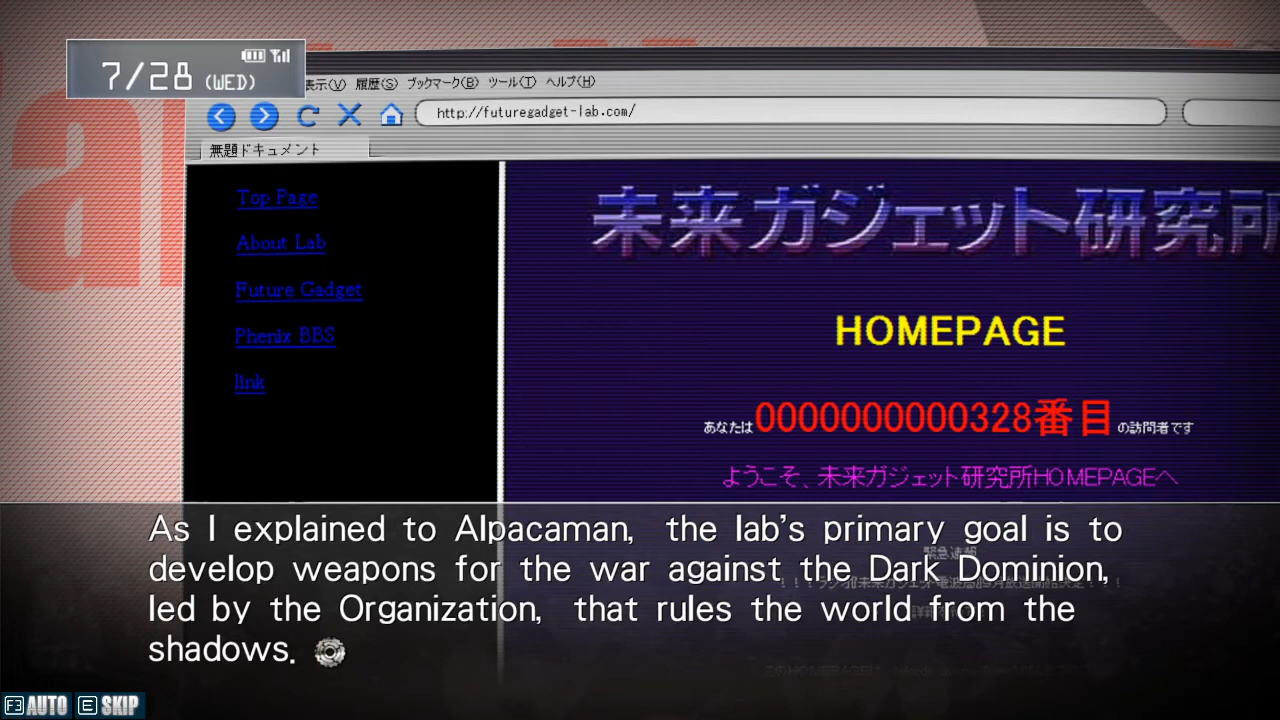 7/28 (WED)
表示(V) 履歴(S) ブックマーク(B) ツール(T) ヘルプ(H)
http://futuregadget-lab.com/
無題ドキュメント
Top Page
About Lab
Future Gadget
Phenix BBS
link
未来ガジェット研究所
HOMEPAGE
あなたは0000000000328番目の訪問者です
ようこそ、未来ガジェット研究所HOMEPAGEへ
緊急速報
As I explained to Alpacaman, the lab's primary goal is to
develop weapons for the war against the Dark Dominion,
led by the Organization, that rules the world from the
shadows.
F3 AUTO E SKIP